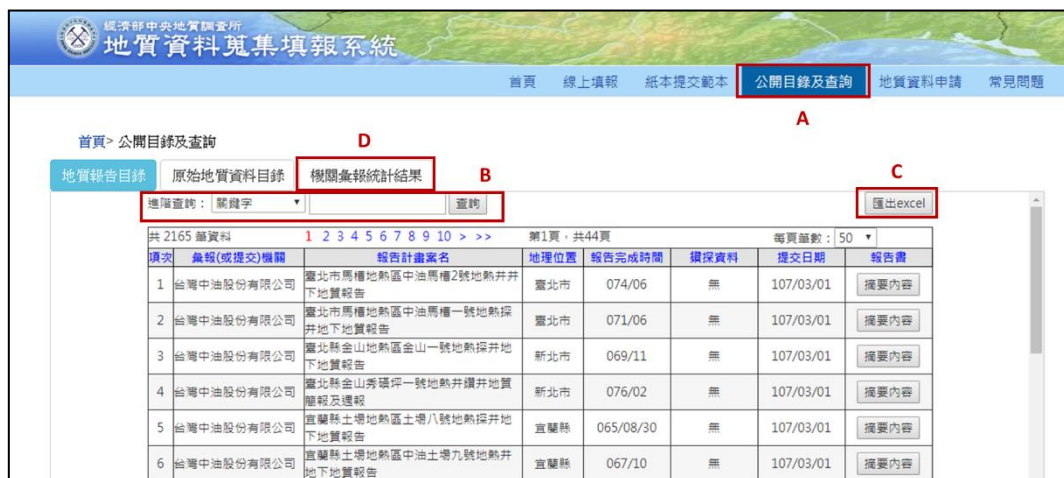 經濟部中央地質調查所
地質資料蒐集填報系統
首頁 線上填報 紙本提交範本 公開目錄及查詢 地質資料申請 常見問題
A
首頁> 公開目錄及查詢
D
地質報告目錄 原始地質資料目錄 機關彙報統計結果
B
C
進階查詢： 關鍵字 查詢 匯出excel
共 2165 筆資料 1 2 3 4 5 6 7 8 9 10 > >> 第1頁，共44頁 每頁筆數： 50
項次 彙報(或提交)機關 報告計畫案名 地理位置 報告完成時間 鑽探資料 提交日期 報告書
1 台灣中油股份有限公司 臺北市馬槽地熱區中油馬槽2號地熱井井 臺北市 074/06 無 107/03/01 摘要內容
下地質報告
2 台灣中油股份有限公司 臺北市馬槽地熱區中油馬槽一號地熱探 臺北市 071/06 無 107/03/01 摘要內容
井地下地質報告
3 台灣中油股份有限公司 臺北縣金山地熱區金山一號地熱探井地 新北市 069/11 無 107/03/01 摘要內容
下地質報告
4 台灣中油股份有限公司 臺北縣金山秀磺坪一號地熱井鑽井地質 新北市 076/02 無 107/03/01 摘要內容
簡報及週報
5 台灣中油股份有限公司 宜蘭縣土場地熱區土場八號地熱探井地 宜蘭縣 065/08/30 無 107/03/01 摘要內容
下地質報告
6 台灣中油股份有限公司 宜蘭縣土場地熱區中油土場九號地熱井 宜蘭縣 067/10 無 107/03/01 摘要內容
地下地質報告